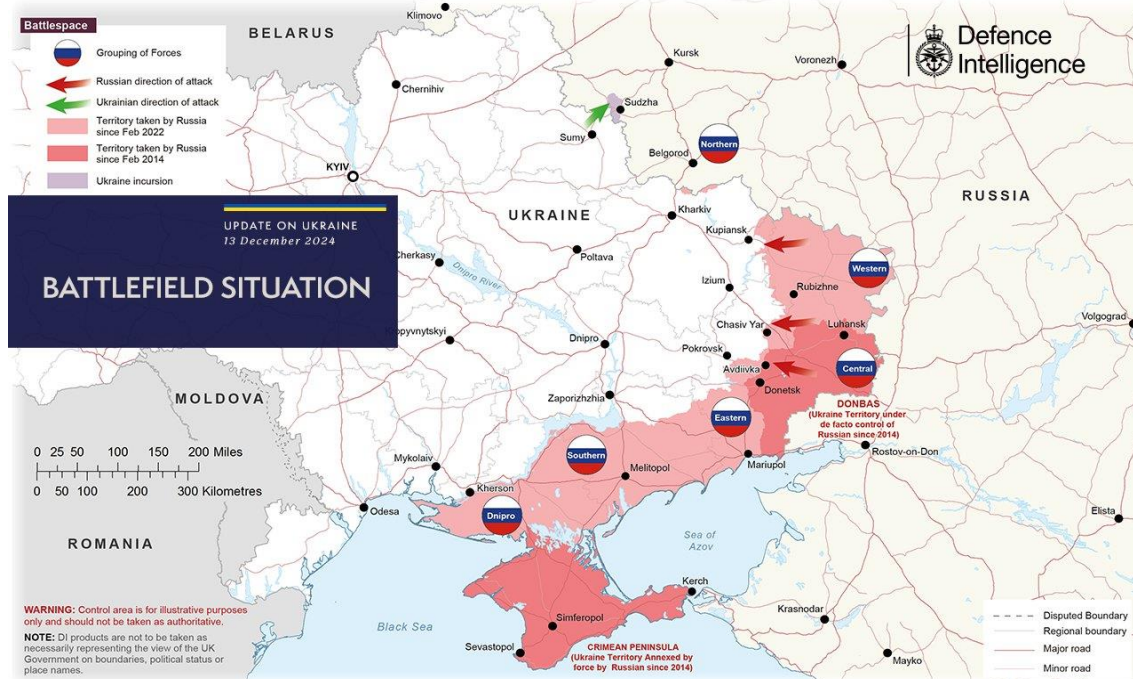 Battlespace
Grouping of Forces
Russian direction of attack
Ukrainian direction of attack
Territory taken by Russia
since Feb 2022
Territory taken by Russia
since Feb 2014
Ukraine incursion
UPDATE ON UKRAINE
13 December 2024
BATTLEFIELD SITUATION
Defence
Intelligence
Klimovo
BELARUS
Kursk
Voronezh
Chernihiv
Sudzha
Sumy
Northern
Belgorod
KYIV
RUSSIA
UKRAINE
Kharkiv
Kupiansk
Cherkasy
Dnipro River
Poltava
Western
Izium
Rubizhne
Chasiv Yar
Luhansk
Volgograd
Dnipro
Pokrovsk
Avdiivka
Central
Donetsk
MOLDOVA
Zaporizhzhia
DONBAS
(Ukraine Territory under
de facto control of
Russian since 2014)
Eastern
Rostov-on-Don
0 25 50 100 150 200 Miles
0 50 100 200 300 Kilometres
Mykolaiv
Southern
Melitopol
Mariupol
Kherson
Dnipro
Odesa
Elista
ROMANIA
Sea of
Azov
Kerch
WARNING: Control area is for illustrative purposes
only and should not be taken as authoritative.
NOTE: DI products are not to be taken as
necessarily representing the view of the UK
Government on boundaries, political status or
place names.
Black Sea
Simferopol
Sevastopol
CRIMEAN PENINSULA
(Ukraine Territory Annexed by
force by Russian since 2014)
Krasnodar
Mayko
Disputed Boundary
Regional boundary
Major road
Minor road